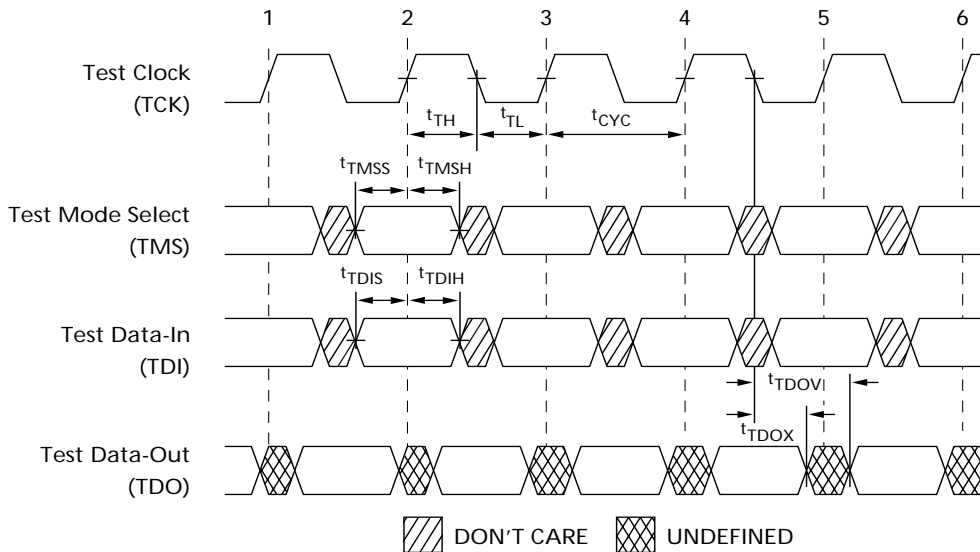 1 2 3 4 5 6
Test Clock
(TCK)
tTH tTL tCYC
tTMSS tTMSH
Test Mode Select
(TMS)
tTDIS tTDIH
Test Data-In
(TDI)
tTDOV
tTDOX
Test Data-Out
(TDO)
DON'T CARE UNDEFINED